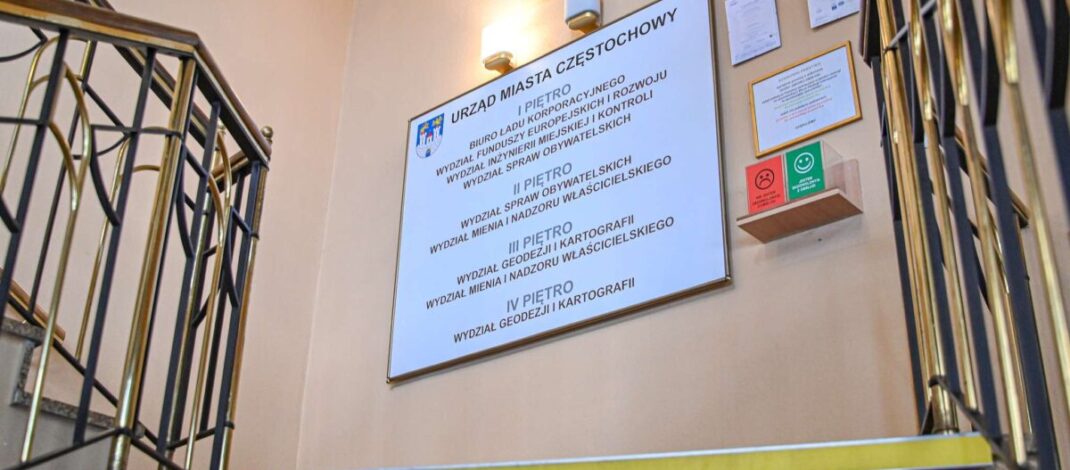 URZĄD MIASTA CZĘSTOCHOWY
I PIĘTRO
BIURO ŁADU KORPORACYJNEGO
WYDZIAŁ FUNDUSZY EUROPEJSKICH I ROZWOJU
WYDZIAŁ INŻYNIERII MIEJSKIEJ I KONTROLI
WYDZIAŁ SPRAW OBYWATELSKICH
II PIĘTRO
WYDZIAŁ SPRAW OBYWATELSKICH
WYDZIAŁ MIENIA I NADZORU WŁAŚCICIELSKIEGO
III PIĘTRO
WYDZIAŁ GEODEZJI I KARTOGRAFII
WYDZIAŁ MIENIA I NADZORU WŁAŚCICIELSKIEGO
IV PIĘTRO
WYDZIAŁ GEODEZJI I KARTOGRAFII